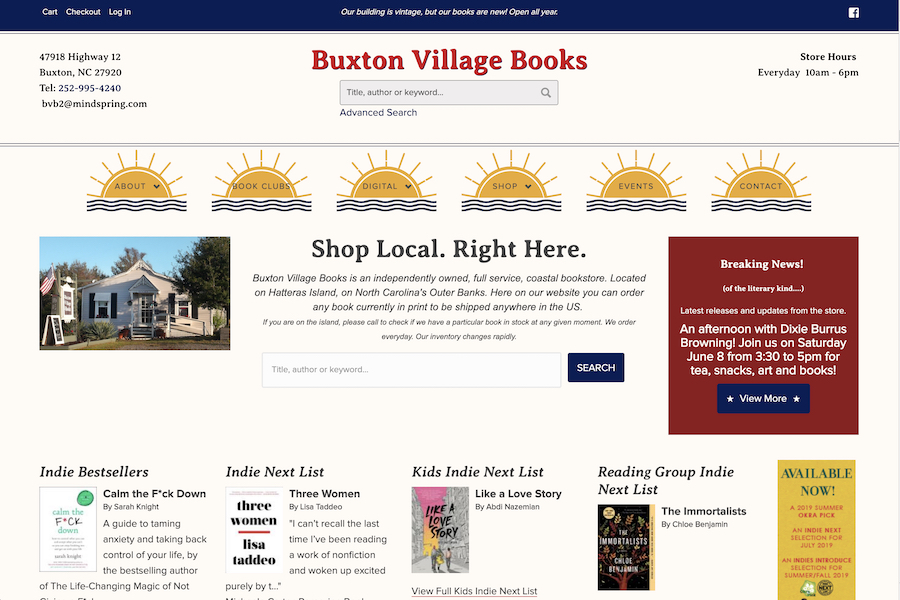 Cart Checkout Log In
Our building is vintage, but our books are new! Open all year.
47918 Highway 12
Buxton, NC 27920
Tel: 252-995-4240
bvb2@mindspring.com
Buxton Village Books
Title, author or keyword...
Advanced Search
Store Hours
Everyday 10am - 6pm
ABOUT
BOOK CLUBS
DIGITAL
SHOP
EVENTS
CONTACT
Shop Local. Right Here.
Buxton Village Books is an independently owned, full service, coastal bookstore. Located
on Hatteras Island, on North Carolina's Outer Banks. Here on our website you can order
any book currently in print to be shipped anywhere in the US.
If you are on the island, please call to check if we have a particular book in stock at any given moment. We order
everyday. Our inventory changes rapidly.
Title, author or keyword...
SEARCH
Breaking News!
(of the literary kind....)
Latest releases and updates from the store.
An afternoon with Dixie Burrus
Browning! Join us on Saturday
June 8 from 3:30 to 5pm for
tea, snacks, art and books!
★ View More ★
Indie Bestsellers
calm the
F*CK
down
sarah knight
Calm the F*ck Down
By Sarah Knight
A guide to taming
anxiety and taking back
control of your life, by
the bestselling author
of The Life-Changing Magic of Not
Indie Next List
three
women
lisa
taddeo
Three Women
By Lisa Taddeo
"I can't recall the last
time I've been reading
a work of nonfiction
and woken up excited
purely by t..."
Kids Indie Next List
LIKE A
LOVE
STORY
Like a Love Story
By Abdi Nazemian
View Full Kids Indie Next List
Reading Group Indie
Next List
THE
IMMORTALISTS
CHLOE
BENJAMIN
The Immortalists
By Chloe Benjamin
AVAILABLE
NOW!
A 2019 SUMMER
OKRA PICK
AN INDIE NEXT
SELECTION FOR
JULY 2019
AN INDIES INTRODUCE
SELECTION FOR
SUMMER/FALL 2019